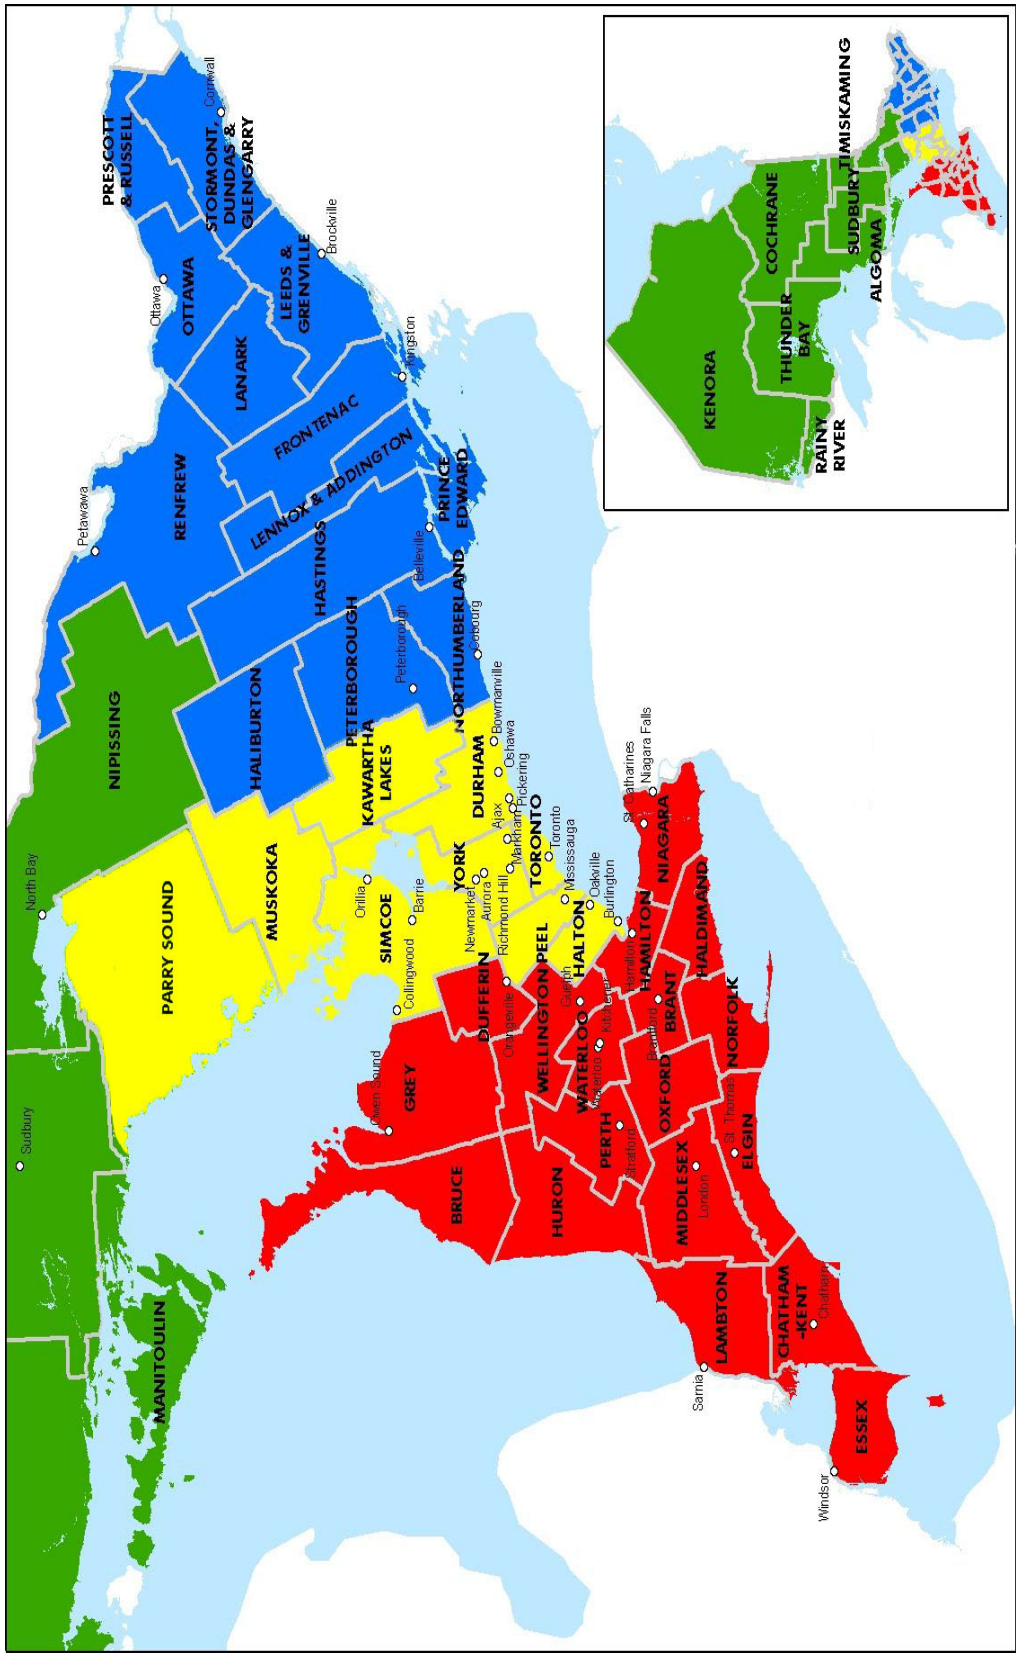 Sudbury
North Bay
MANITOULIN
PARRY SOUND
NIPISSING
Petawawa
RENFREW
Ottawa
OTTAWA
PRESCOTT
& RUSSELL
STORMONT,
DUNDAS &
GLENGARRY
Cornwall
LANARK
LEEDS &
GRENVILLE
Brockville
FRONTENAC
Kingston
LENNOX & ADDINGTON
HASTINGS
Belleville
PRINCE
EDWARD
HALIBURTON
PETERBOROUGH
Peterborough
NORTHUMBERLAND
Cobourg
MUSKOKA
KAWARTHA
LAKES
Orillia
SIMCOE
Barrie
Collingwood
DURHAM
Bowmanville
Oshawa
Ajax
Pickering
YORK
Newmarket
Aurora
Richmond Hill
Markham
TORONTO
Toronto
Mississauga
PEEL
HALTON
Oakville
Burlington
Owen Sound
GREY
BRUCE
DUFFERIN
Orangeville
WELLINGTON
Guelph
HURON
WATERLOO
Waterloo
Kitchener
PERTH
Stratford
Hamilton
HAMILTON
St. Catharines
Niagara Falls
NIAGARA
Brantford
BRANT
HALDIMAND
OXFORD
NORFOLK
MIDDLESEX
London
St. Thomas
ELGIN
Sarnia
LAMBTON
CHATHAM
-KENT
Chatham
Windsor
ESSEX
KENORA
RAINY
RIVER
THUNDER
BAY
COCHRANE
TIMISKAMING
SUDBURY
ALGOMA